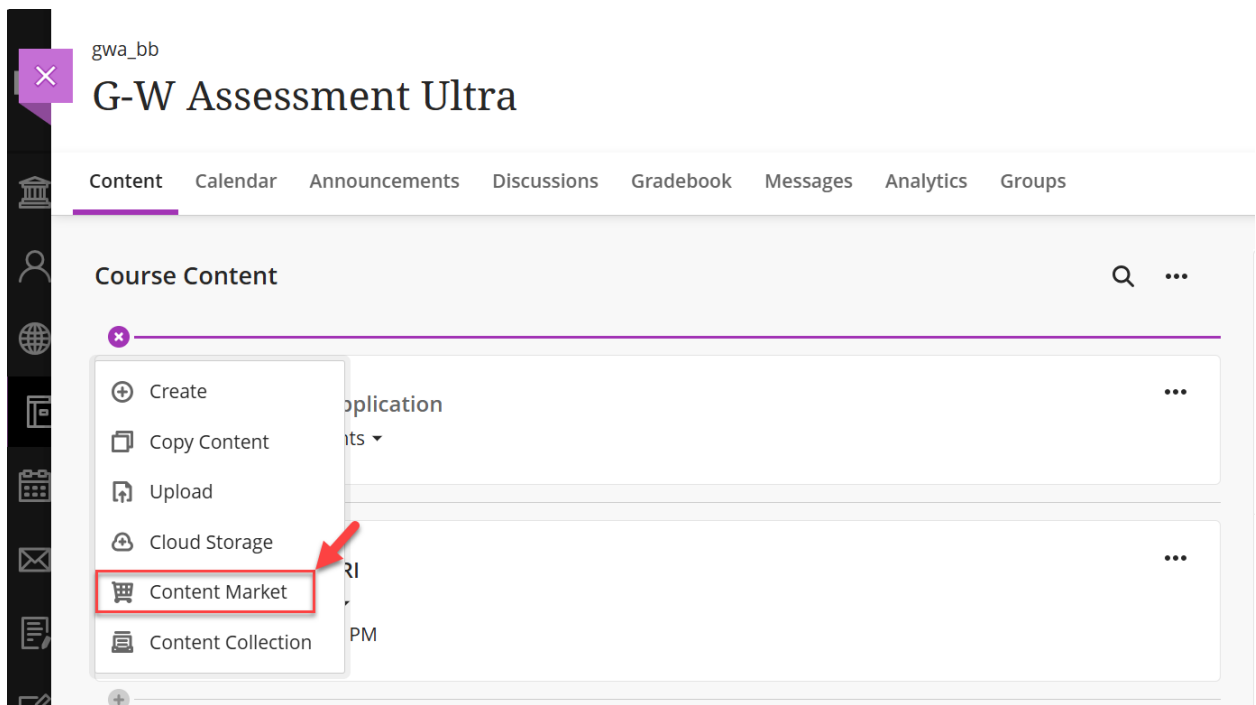 gwa_bb
G-W Assessment Ultra
Content Calendar Announcements Discussions Gradebook Messages Analytics Groups
Course Content
Create
Copy Content
Upload
Cloud Storage
Content Market
Content Collection
PM